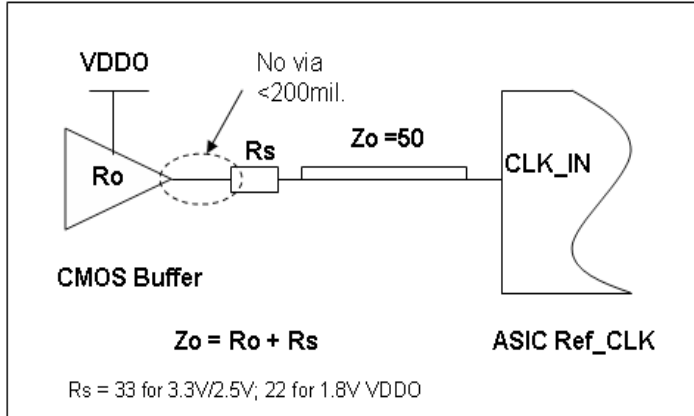 VDDO
No via
<200mil.
Rs
Zo =50
Ro
CLK_IN
CMOS Buffer
Zo = Ro + Rs
ASIC Ref_CLK
Rs = 33 for 3.3V/2.5V; 22 for 1.8V VDDO